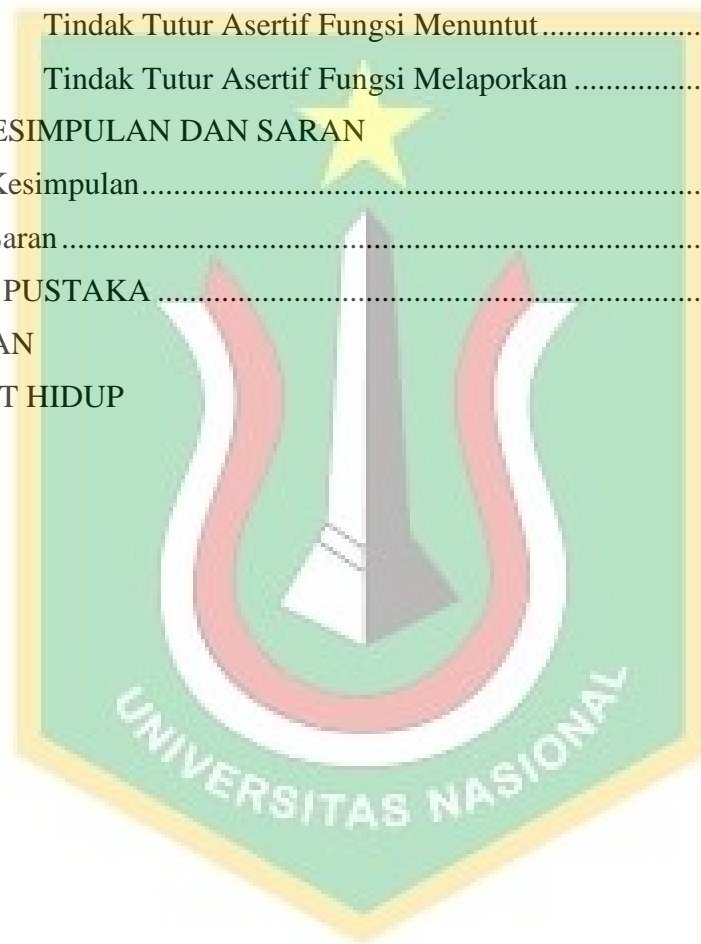 Tindak Tutur Asertif Fungsi Menuntut....................
Tindak Tutur Asertif Fungsi Melaporkan ................
ESIMPULAN DAN SARAN
Kesimpulan.......................................................................
Saran .................................................................................
PUSTAKA .....................................................................
AN
T HIDUP
UNIVERSITAS NASIONAL